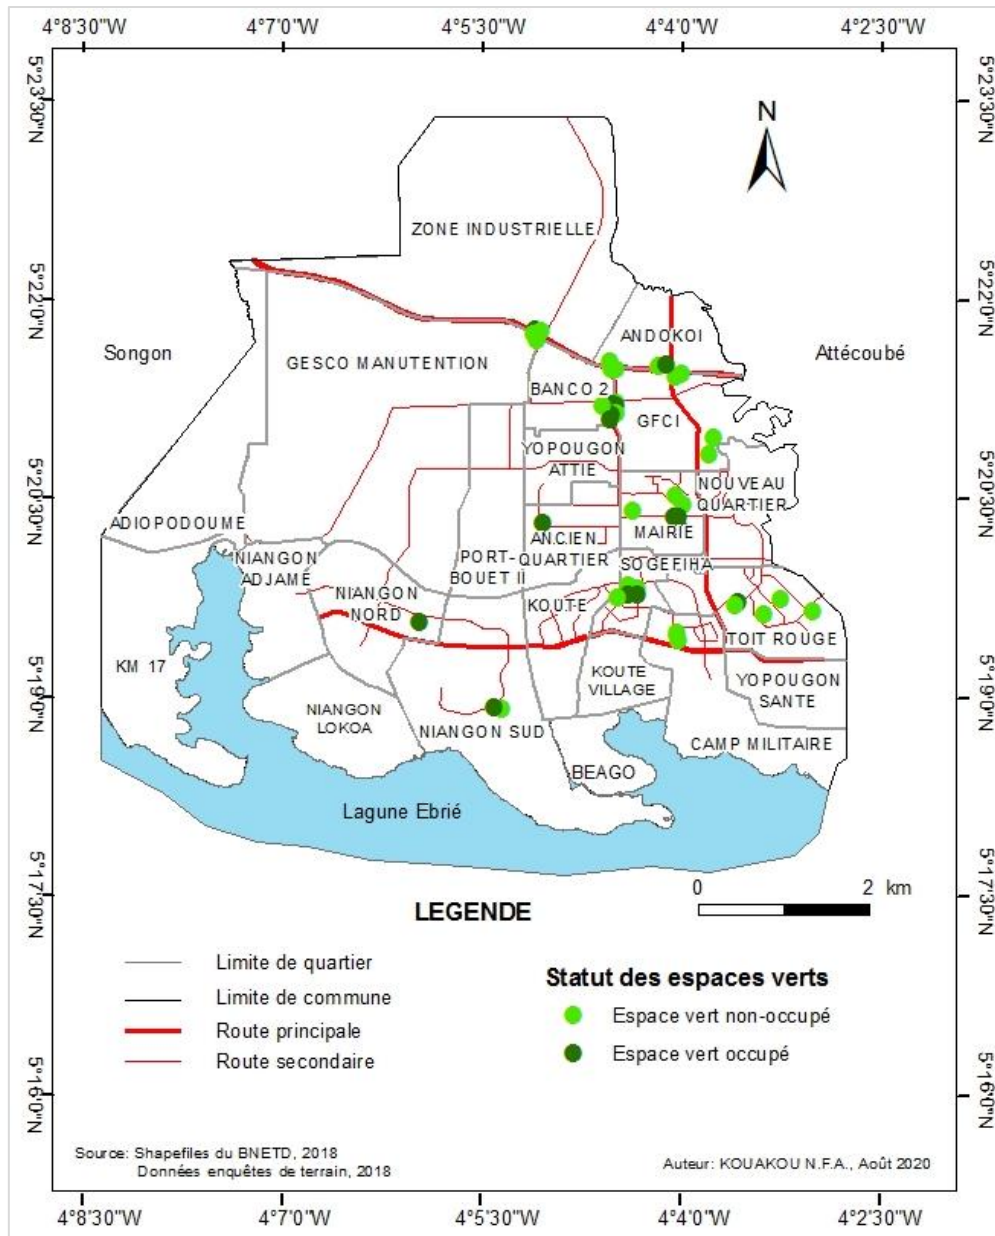 4°8'30"W 4°7'0"W 4°5'30"W 4°4'0"W 4°2'30"W
5°23'30"N 5°23'30"N
N
ZONE INDUSTRIELLE
5°22'0"N 5°22'0"N
ANDOKOI
Songon
Attécoubé
GESCO MANUTENTION
BANCO 2
GFCI
YOPOUGON
ATTIE
NOUVEAU
QUARTIER
5°20'30"N 5°20'30"N
ADIOPODOUME
MAIRIE
ANCIEN
QUARTIER
NIANGON
ADJAME
PORT-
BOUET II
SOGEFIHA
NIANGON
NORD
KOUTE
TOIT ROUGE
KM 17
KOUTE
VILLAGE
YOPOUGON
SANTE
5°19'0"N 5°19'0"N
NIANGON
LOKOA
NIANGON SUD
CAMP MILITAIRE
BEAGO
Lagune Ebrié
5°17'30"N 5°17'30"N
0 2 km
LEGENDE
Limite de quartier
Limite de commune
Route principale
Route secondaire
Statut des espaces verts
Espace vert non-occupé
Espace vert occupé
5°16'0"N 5°16'0"N
Source: Shapefiles du BNETD, 2018
Données enquêtes de terrain, 2018
Auteur: KOUAKOU N.F.A., Août 2020
4°8'30"W 4°7'0"W 4°5'30"W 4°4'0"W 4°2'30"W